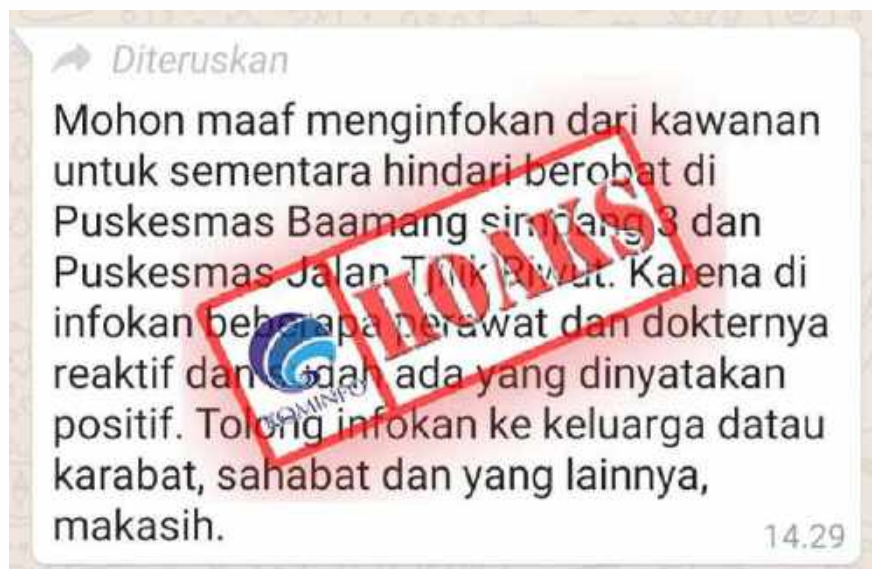 Diteruskan
Mohon maaf menginfokan dari kawanan
untuk sementara hindari berobat di
Puskesmas Baamang simpang 3 dan
Puskesmas Jalan Tjilik Riwut. Karena di
infokan beberapa perawat dan dokternya
reaktif dan sudah ada yang dinyatakan
positif. Tolong infokan ke keluarga datau
karabat, sahabat dan yang lainnya,
makasih.
14.29
HOAKS
KOMINFO